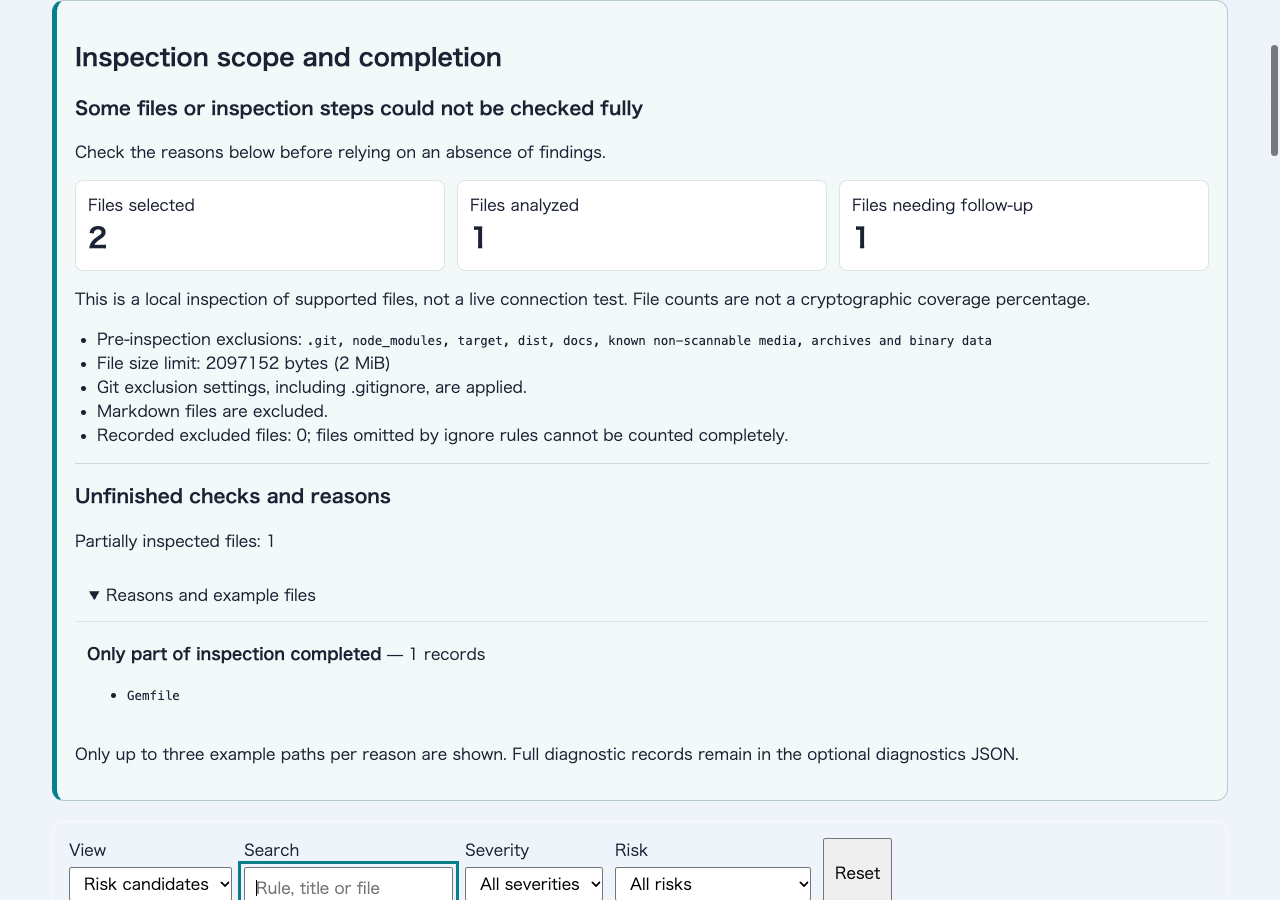 Inspection scope and completion
Some files or inspection steps could not be checked fully
Check the reasons below before relying on an absence of findings.
Files selected
2
Files analyzed
1
Files needing follow-up
1
This is a local inspection of supported files, not a live connection test. File counts are not a cryptographic coverage percentage.
• Pre-inspection exclusions: .git, node_modules, target, dist, docs, known non-scannable media, archives and binary data
• File size limit: 2097152 bytes (2 MiB)
• Git exclusion settings, including .gitignore, are applied.
• Markdown files are excluded.
• Recorded excluded files: 0; files omitted by ignore rules cannot be counted completely.
Unfinished checks and reasons
Partially inspected files: 1
▼ Reasons and example files
Only part of inspection completed — 1 records
• Gemfile
Only up to three example paths per reason are shown. Full diagnostic records remain in the optional diagnostics JSON.
View
Search
Severity
Risk
Risk candidates
Rule, title or file
All severities
All risks
Reset